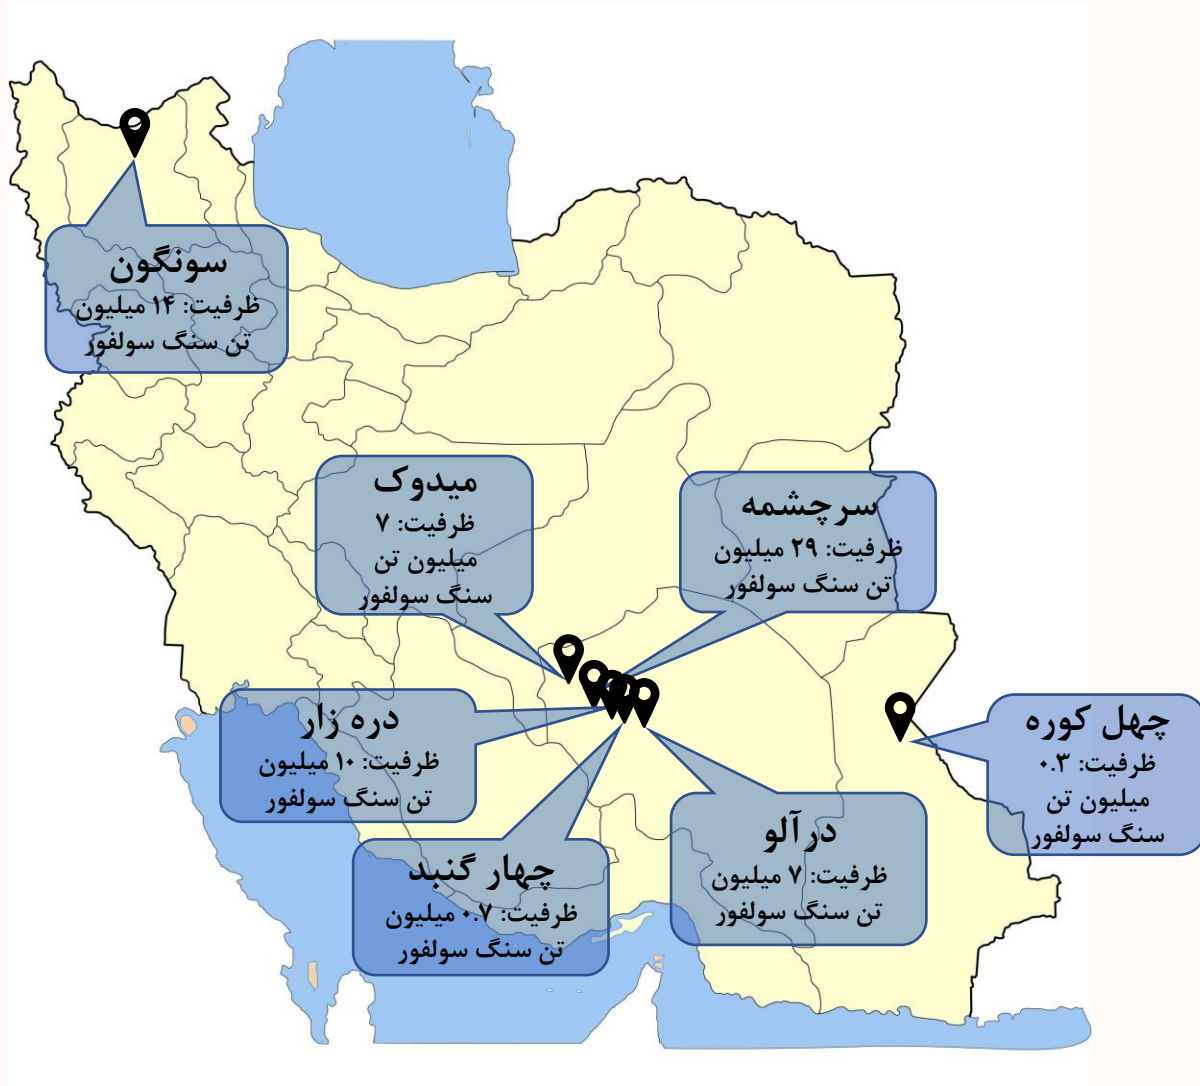 سونگون
ظرفیت: ۱۴ میلیون
تن سنگ سولفور
میدوک
ظرفیت: ۷
میلیون تن
سنگ سولفور
سرچشمه
ظرفیت: ۲۹ میلیون
تن سنگ سولفور
دره زار
ظرفیت: ۱۰ میلیون
تن سنگ سولفور
چهل کوره
ظرفیت: ۰.۳
میلیون تن
سنگ سولفور
درآلو
ظرفیت: ۷ میلیون
تن سنگ سولفور
چهار گنبد
ظرفیت: ۰.۷ میلیون
تن سنگ سولفور